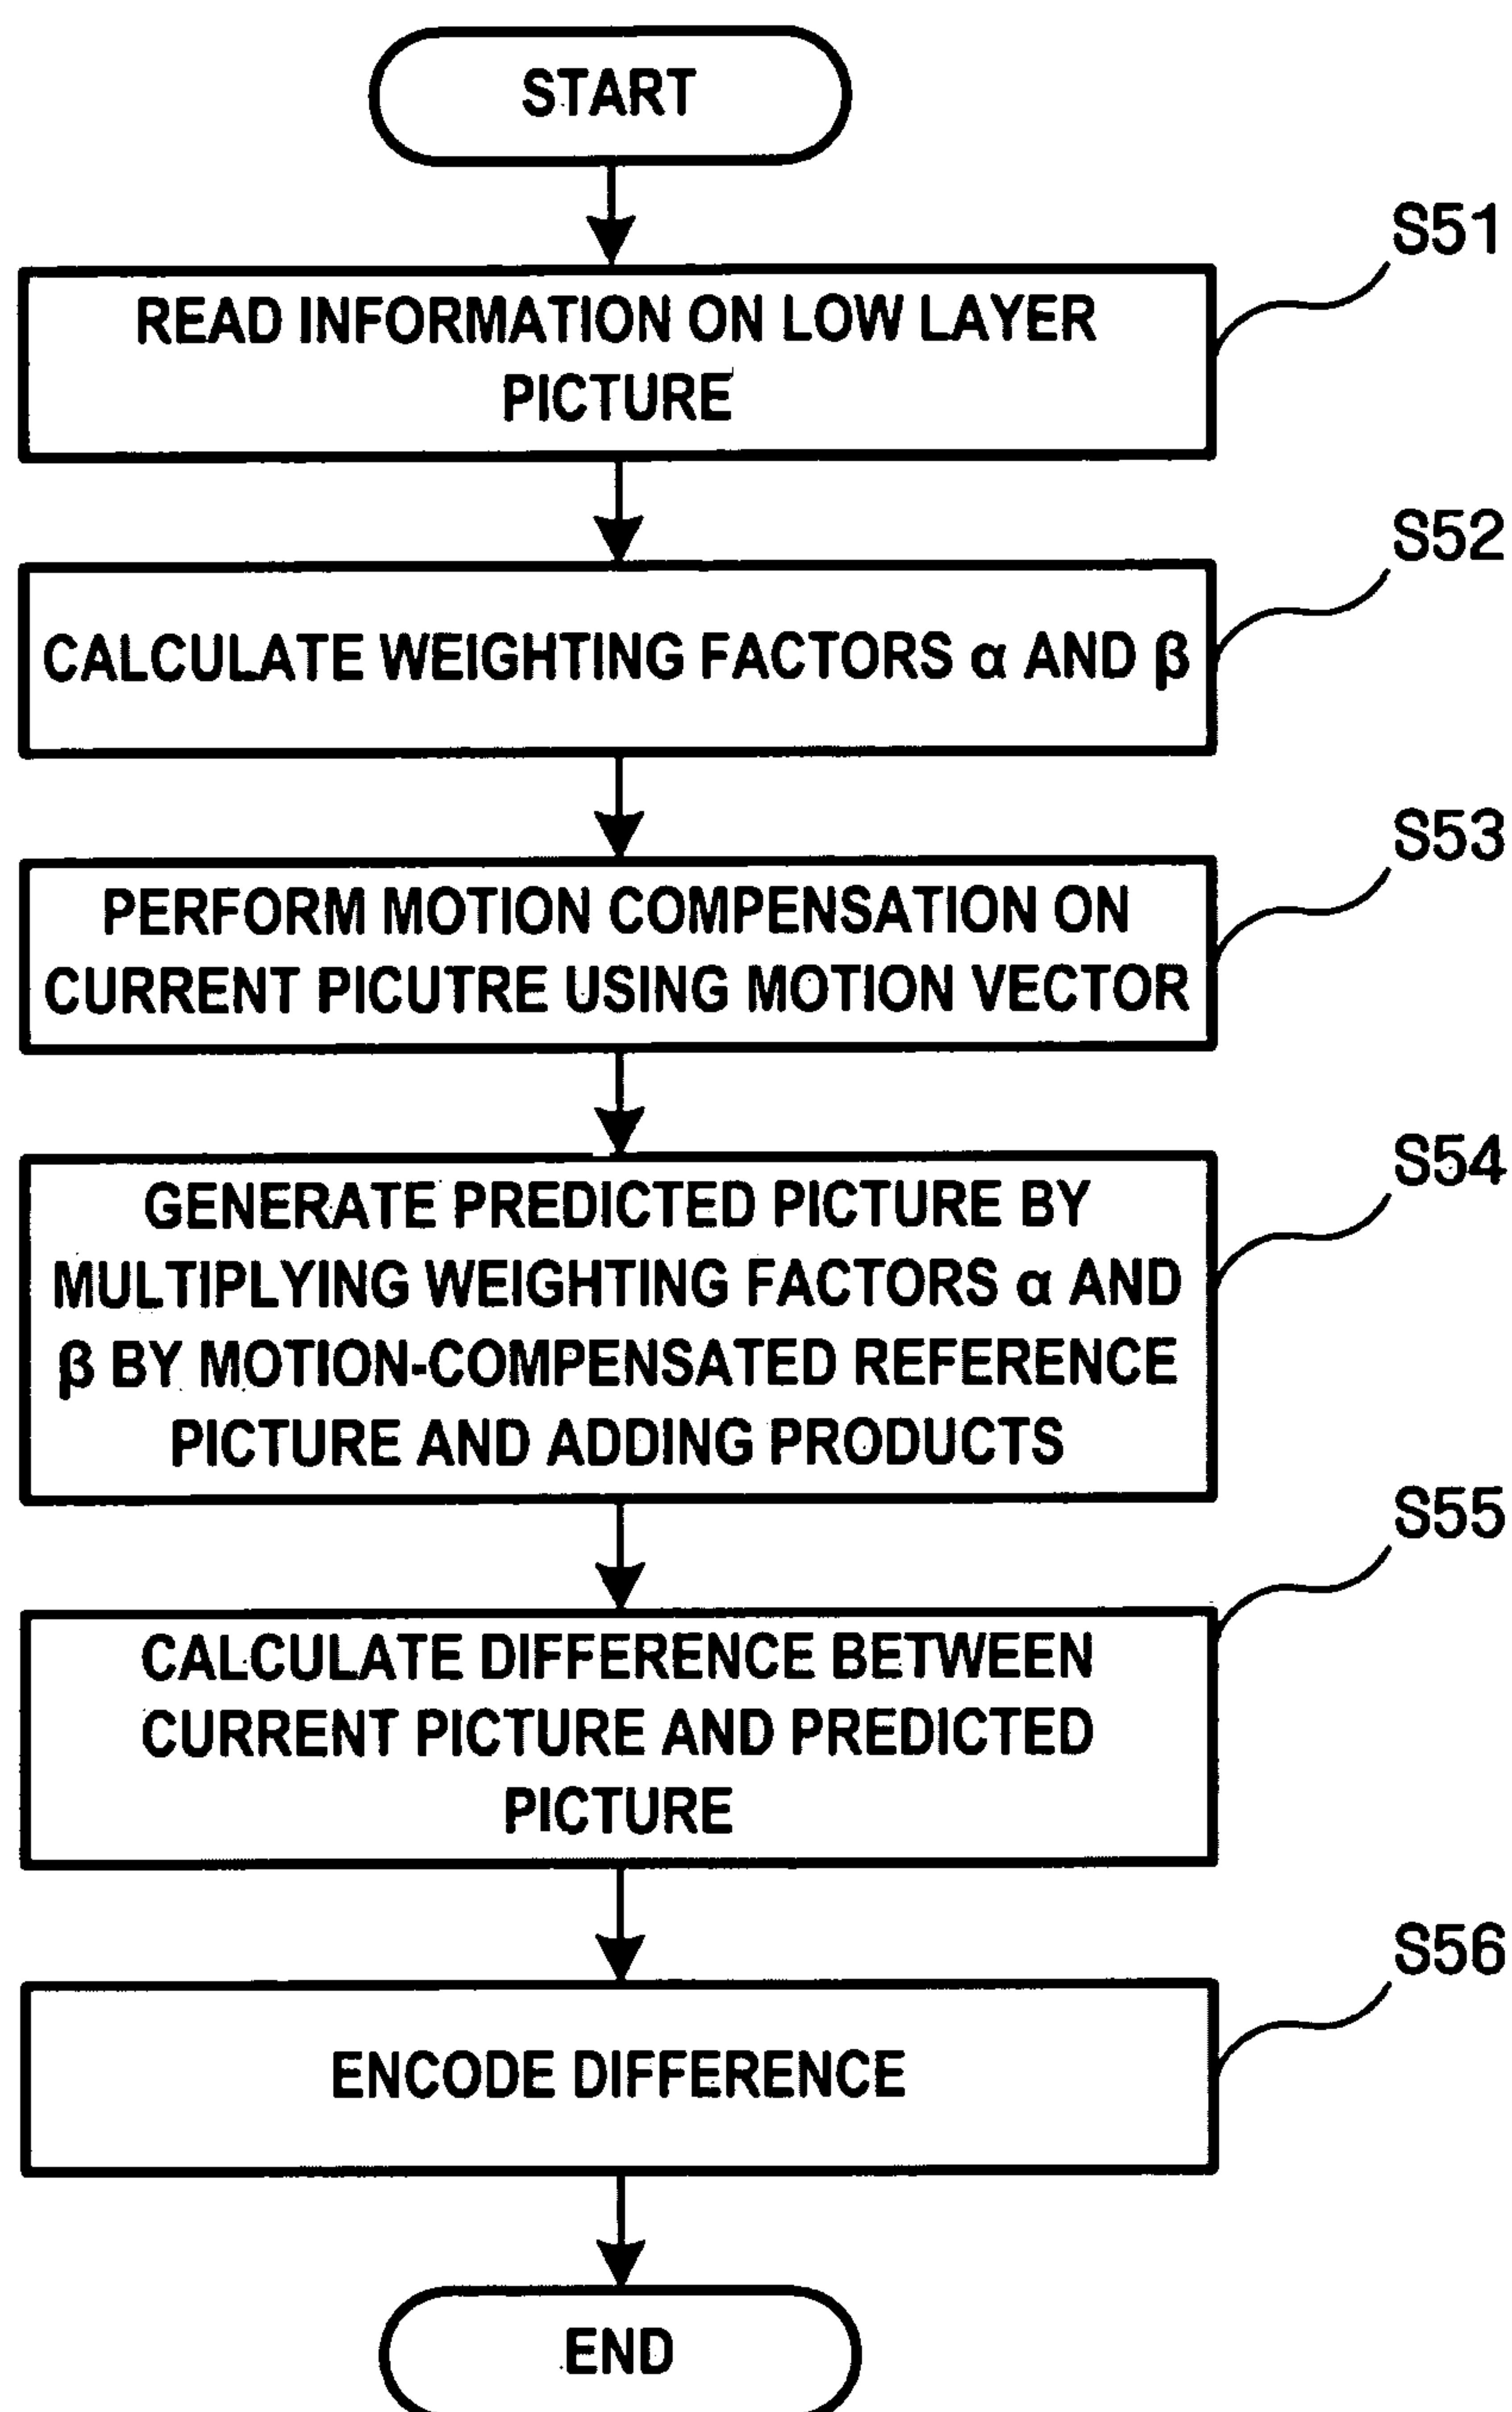 START
S51
READ INFORMATION ON LOW LAYER
PICTURE
S52
CALCULATE WEIGHTING FACTORS α AND β
S53
PERFORM MOTION COMPENSATION ON
CURRENT PICUTRE USING MOTION VECTOR
S54
GENERATE PREDICTED PICTURE BY
MULTIPLYING WEIGHTING FACTORS α AND
β BY MOTION-COMPENSATED REFERENCE
PICTURE AND ADDING PRODUCTS
S55
CALCULATE DIFFERENCE BETWEEN
CURRENT PICTURE AND PREDICTED
PICTURE
S56
ENCODE DIFFERENCE
END